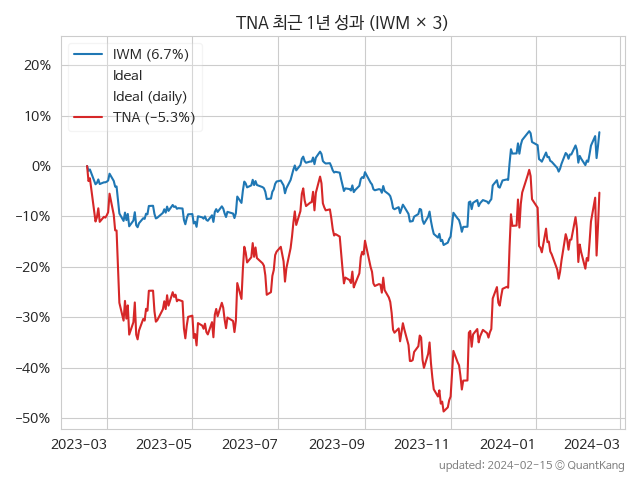 TNA 최근 1년 성과 (IWM × 3)
IWM (6.7%)
Ideal
Ideal (daily)
TNA (−5.3%)
20%
10%
0%
−10%
−20%
−30%
−40%
−50%
2023−03
2023−05
2023−07
2023−09
2023−11
2024−01
2024−03
updated: 2024−02−15 © QuantKang